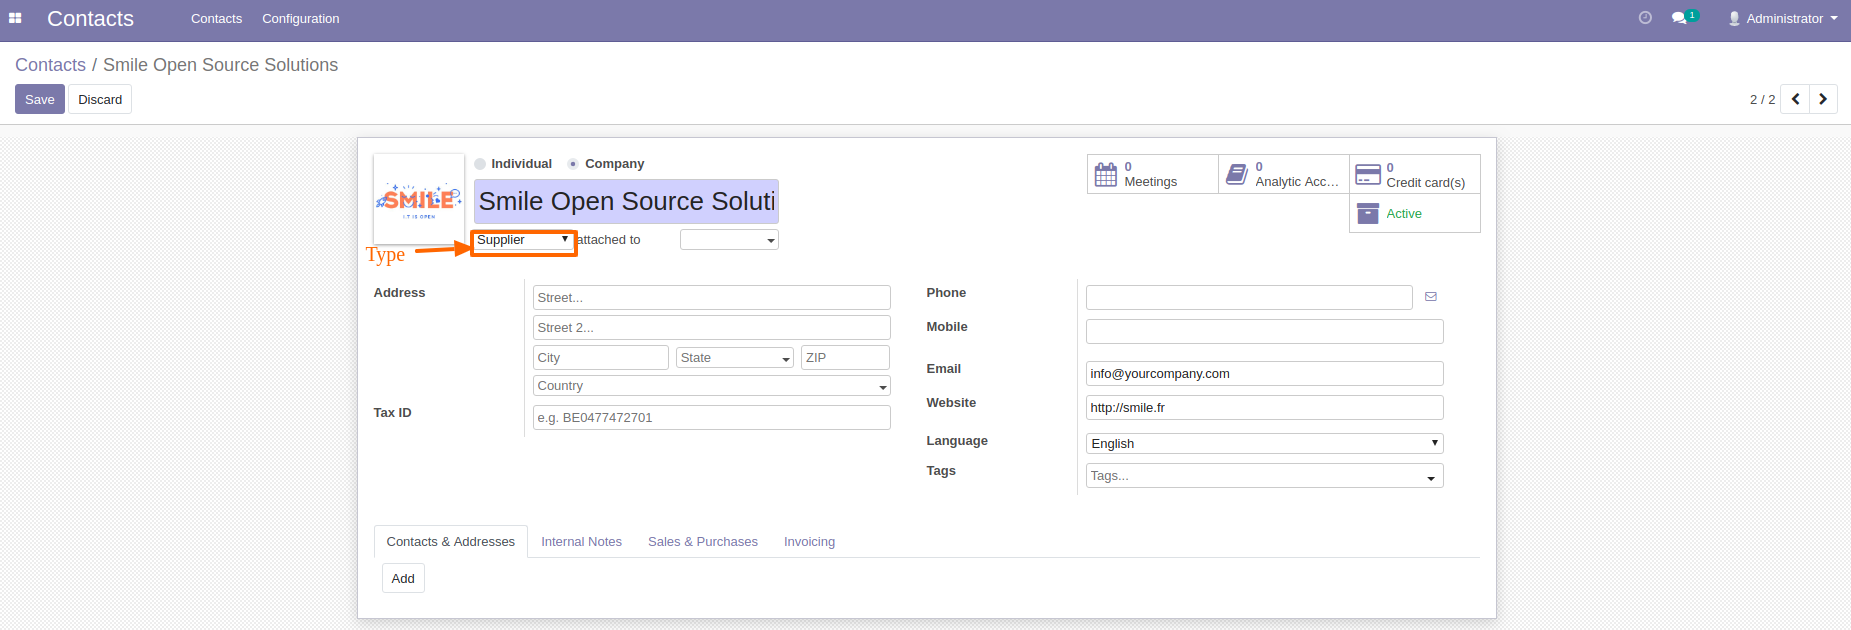 Contacts Contacts Configuration 1 Administrator
Contacts / Smile Open Source Solutions
Save Discard 2 / 2
Individual Company
0 Meetings
0 Analytic Acc...
0 Credit card(s)
SMILE
I.T IS OPEN
Smile Open Source Soluti
Active
Supplier attached to
Type
Address Street...
Street 2...
City State ZIP
Country
Tax ID e.g. BE0477472701
Phone
Mobile
Email info@yourcompany.com
Website http://smile.fr
Language English
Tags Tags...
Contacts & Addresses Internal Notes Sales & Purchases Invoicing
Add